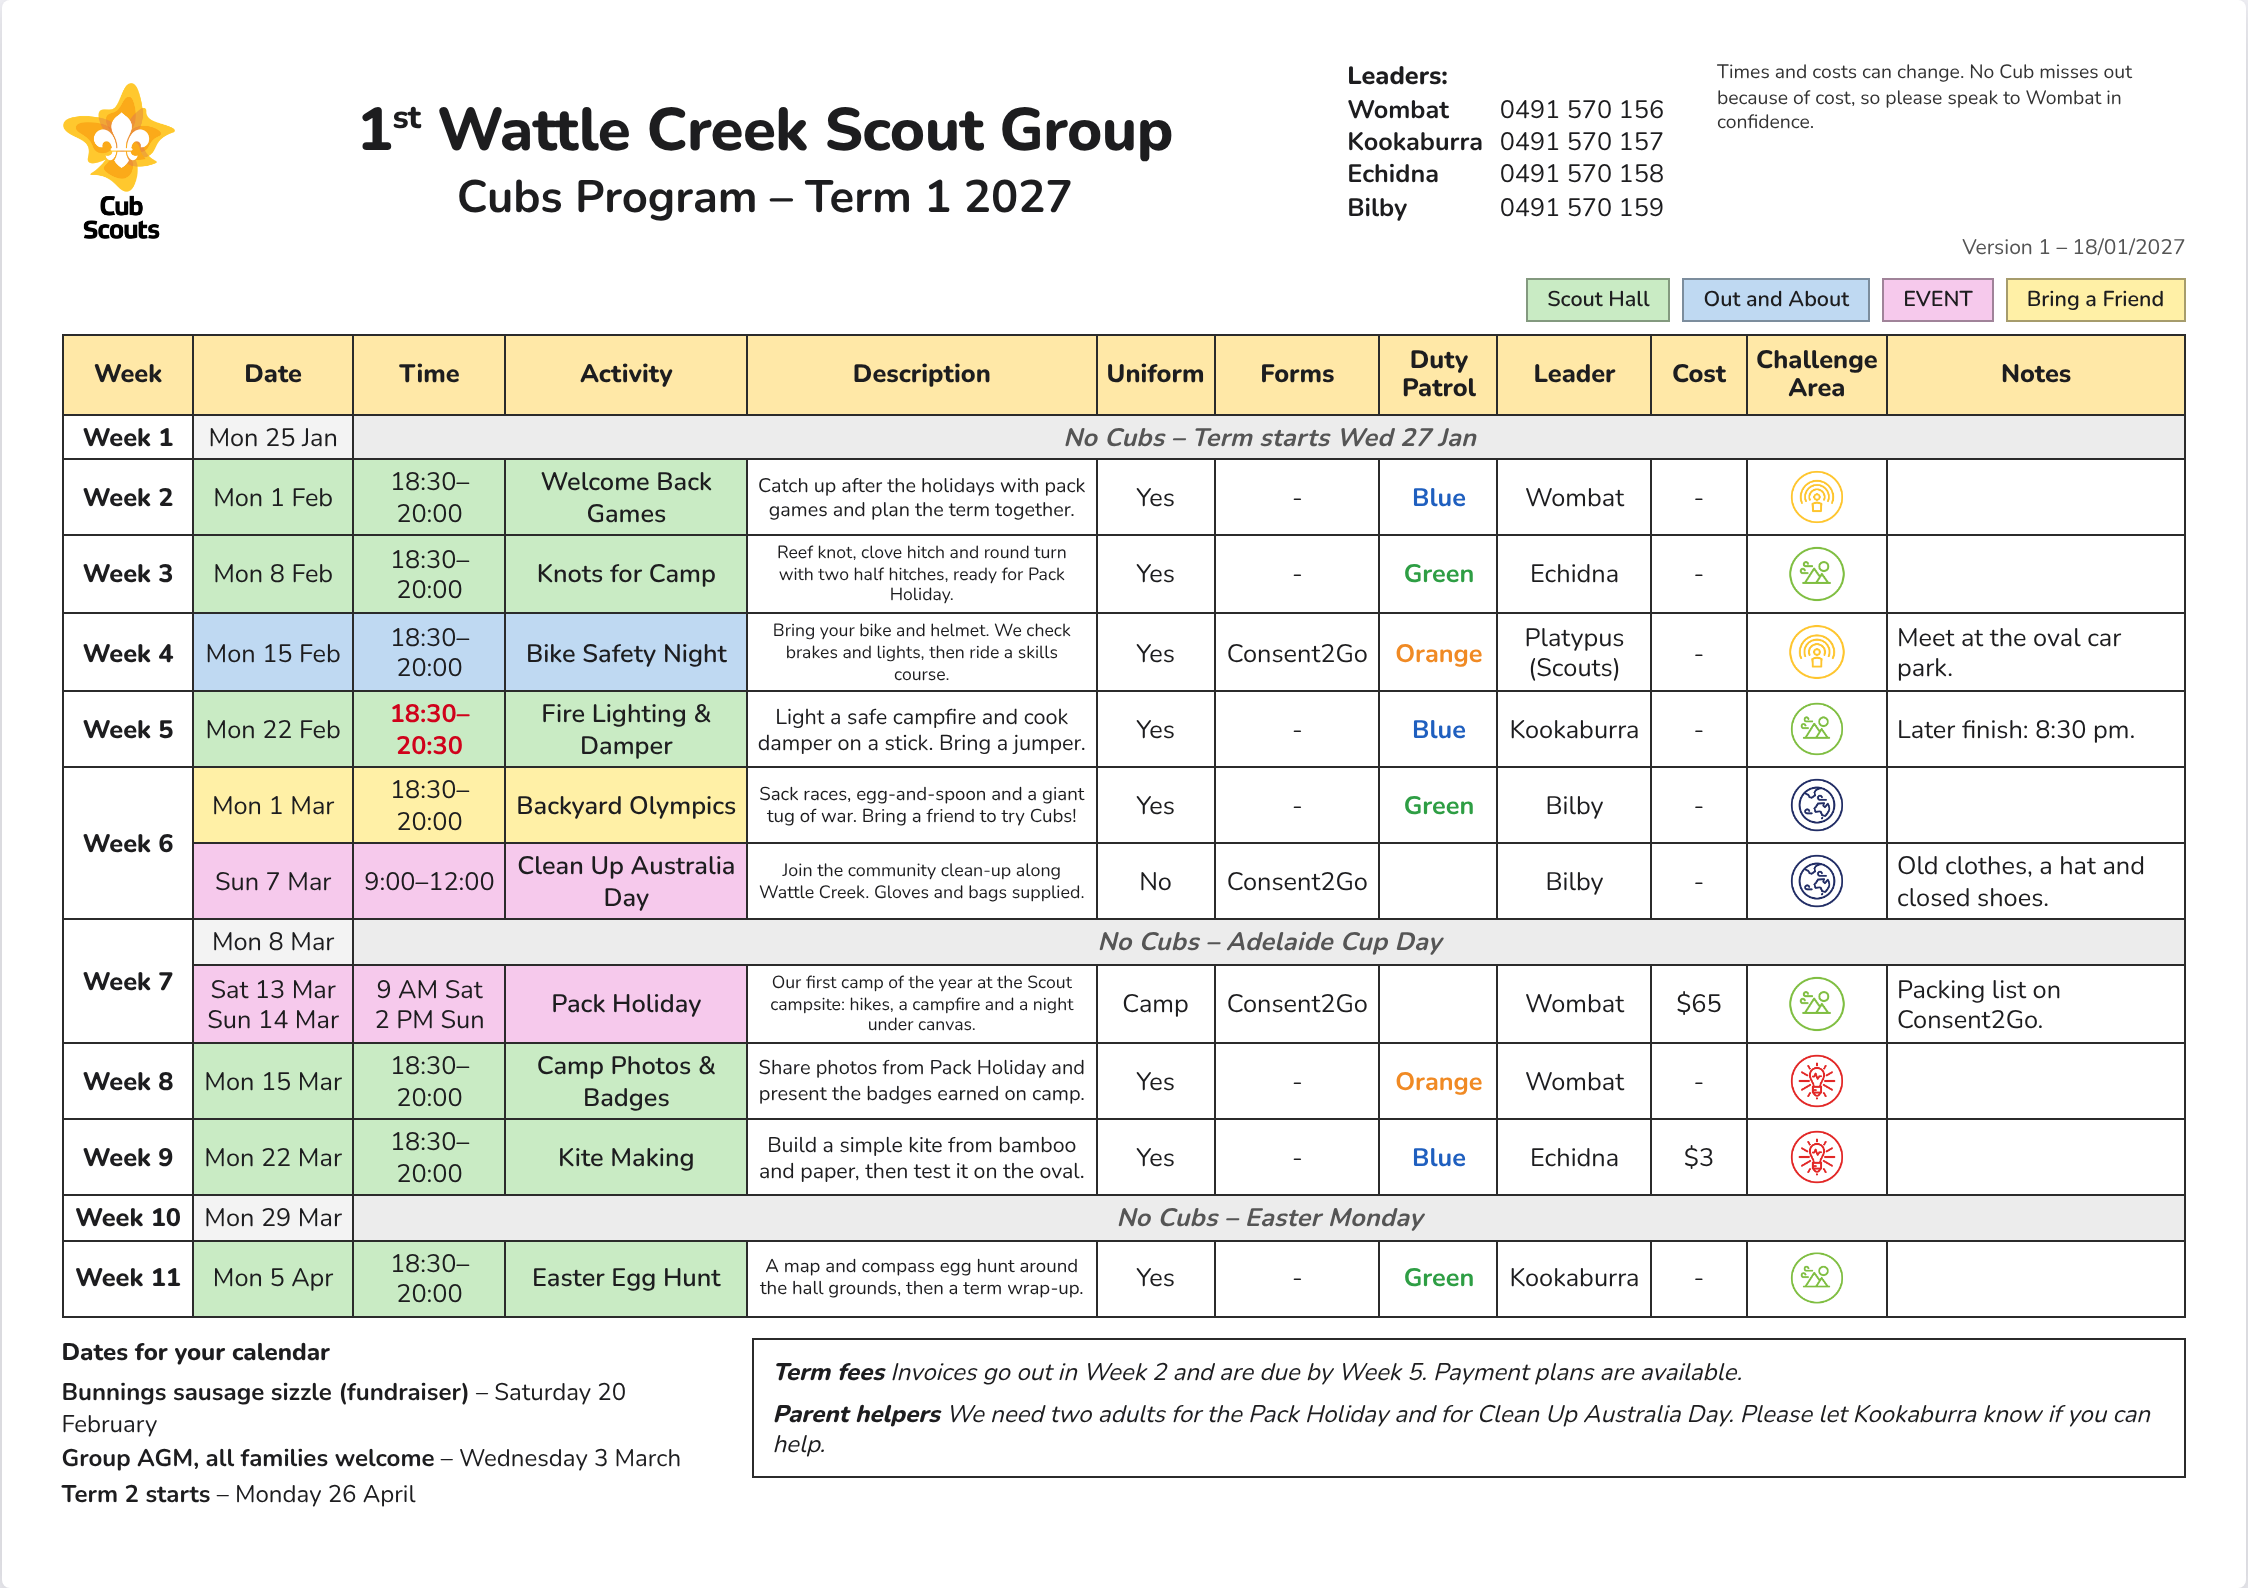 Cub
Scouts
1st Wattle Creek Scout Group
Cubs Program – Term 1 2027
Leaders:
Wombat 0491 570 156
Kookaburra 0491 570 157
Echidna 0491 570 158
Bilby 0491 570 159
Times and costs can change. No Cub misses out
because of cost, so please speak to Wombat in
confidence.
Version 1 – 18/01/2027
Scout Hall
Out and About
EVENT
Bring a Friend
Week
Date
Time
Activity
Description
Uniform
Forms
Duty
Patrol
Leader
Cost
Challenge
Area
Notes
Week 1
Mon 25 Jan
No Cubs – Term starts Wed 27 Jan
Week 2
Mon 1 Feb
18:30–
20:00
Welcome Back
Games
Catch up after the holidays with pack
games and plan the term together.
Yes
-
Blue
Wombat
-
Week 3
Mon 8 Feb
18:30–
20:00
Knots for Camp
Reef knot, clove hitch and round turn
with two half hitches, ready for Pack
Holiday.
Yes
-
Green
Echidna
-
Week 4
Mon 15 Feb
18:30–
20:00
Bike Safety Night
Bring your bike and helmet. We check
brakes and lights, then ride a skills
course.
Yes
Consent2Go
Orange
Platypus
(Scouts)
-
Meet at the oval car
park.
Week 5
Mon 22 Feb
18:30–
20:30
Fire Lighting &
Damper
Light a safe campfire and cook
damper on a stick. Bring a jumper.
Yes
-
Blue
Kookaburra
-
Later finish: 8:30 pm.
Week 6
Mon 1 Mar
18:30–
20:00
Backyard Olympics
Sack races, egg-and-spoon and a giant
tug of war. Bring a friend to try Cubs!
Yes
-
Green
Bilby
-
Sun 7 Mar
9:00–12:00
Clean Up Australia
Day
Join the community clean-up along
Wattle Creek. Gloves and bags supplied.
No
Consent2Go
Bilby
-
Old clothes, a hat and
closed shoes.
Week 7
Mon 8 Mar
No Cubs – Adelaide Cup Day
Sat 13 Mar
Sun 14 Mar
9 AM Sat
2 PM Sun
Pack Holiday
Our first camp of the year at the Scout
campsite: hikes, a campfire and a night
under canvas.
Camp
Consent2Go
Wombat
$65
Packing list on
Consent2Go.
Week 8
Mon 15 Mar
18:30–
20:00
Camp Photos &
Badges
Share photos from Pack Holiday and
present the badges earned on camp.
Yes
-
Orange
Wombat
-
Week 9
Mon 22 Mar
18:30–
20:00
Kite Making
Build a simple kite from bamboo
and paper, then test it on the oval.
Yes
-
Blue
Echidna
$3
Week 10
Mon 29 Mar
No Cubs – Easter Monday
Week 11
Mon 5 Apr
18:30–
20:00
Easter Egg Hunt
A map and compass egg hunt around
the hall grounds, then a term wrap-up.
Yes
-
Green
Kookaburra
-
Dates for your calendar
Bunnings sausage sizzle (fundraiser) – Saturday 20
February
Group AGM, all families welcome – Wednesday 3 March
Term 2 starts – Monday 26 April
Term fees Invoices go out in Week 2 and are due by Week 5. Payment plans are available.
Parent helpers We need two adults for the Pack Holiday and for Clean Up Australia Day. Please let Kookaburra know if you can
help.